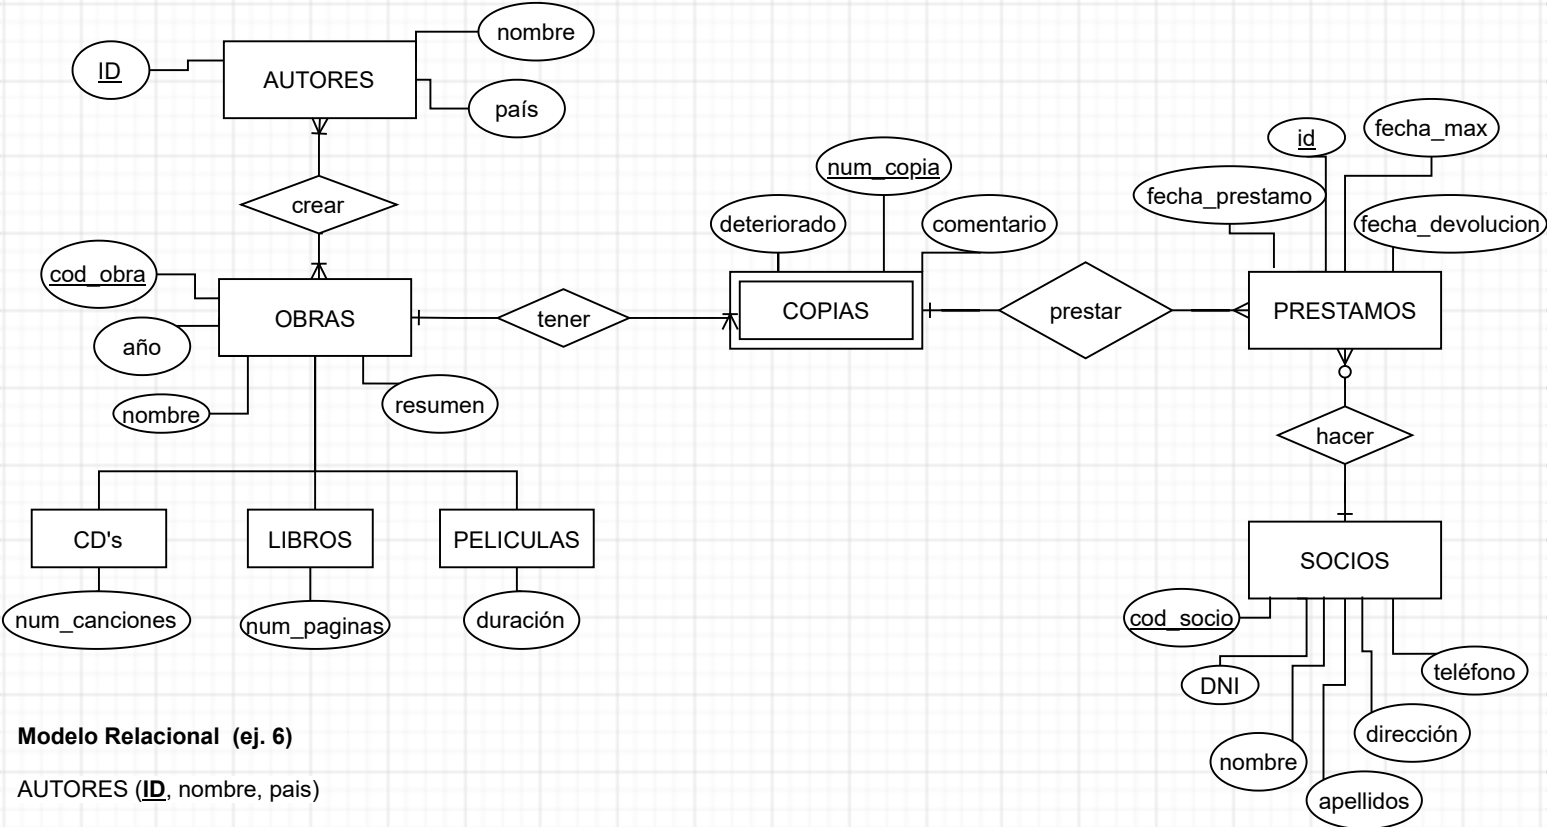 nombre
ID
AUTORES
país
crear
cod_obra
OBRAS
año
nombre
resumen
tener
CD's
LIBROS
PELICULAS
num_canciones
num_paginas
duración
num_copia
deteriorado
comentario
COPIAS
prestar
id
fecha_max
fecha_prestamo
fecha_devolucion
PRESTAMOS
hacer
SOCIOS
cod_socio
DNI
teléfono
dirección
nombre
apellidos
Modelo Relacional (ej. 6)
AUTORES (ID, nombre, pais)